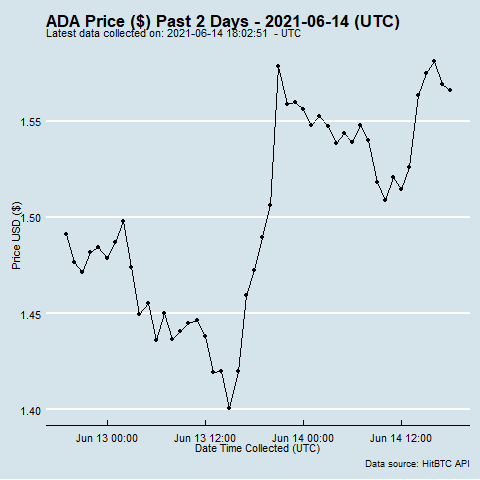 ADA Price ($) Past 2 Days - 2021-06-14 (UTC)
Latest data collected on: 2021-06-14 18:02:51 - UTC
1.55
1.50
1.45
1.40
Price USD ($)
Jun 13 00:00 Jun 13 12:00 Jun 14 00:00 Jun 14 12:00
Date Time Collected (UTC)
Data source: HitBTC API